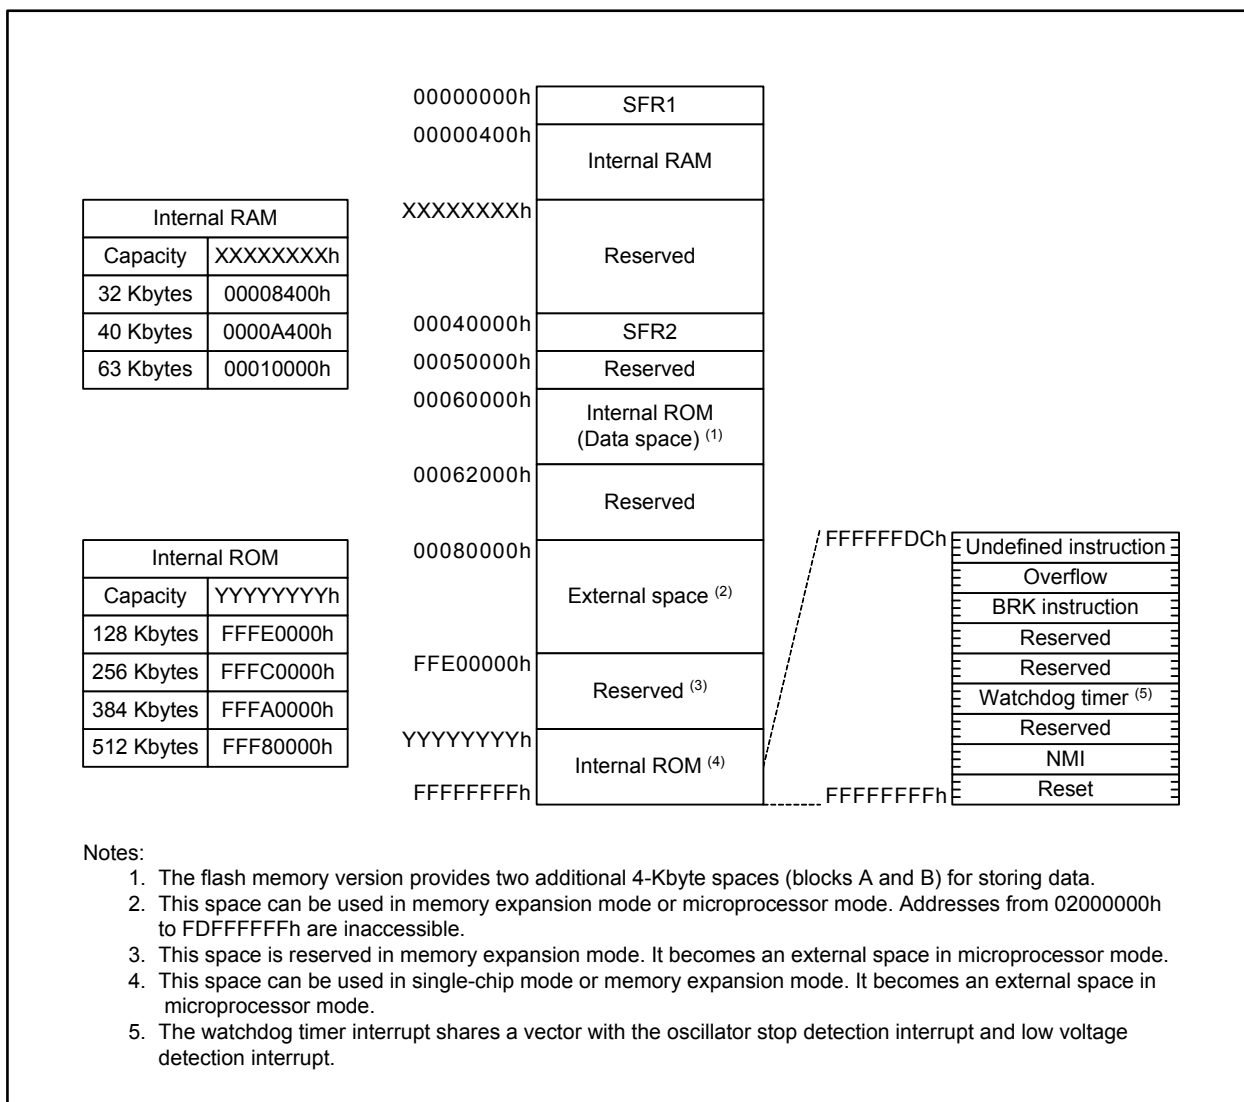 00000000h
SFR1
00000400h
Internal RAM
XXXXXXXXh
Reserved
00040000h
SFR2
00050000h
Reserved
00060000h
Internal ROM
(Data space) (1)
00062000h
Reserved
00080000h
External space (2)
FFE00000h
Reserved (3)
YYYYYYYYh
Internal ROM (4)
FFFFFFFFh
Internal RAM
Capacity XXXXXXXXh
32 Kbytes 00008400h
40 Kbytes 0000A400h
63 Kbytes 00010000h
Internal ROM
Capacity YYYYYYYYh
128 Kbytes FFFE0000h
256 Kbytes FFFC0000h
384 Kbytes FFFA0000h
512 Kbytes FFF80000h
FFFFFFDCh
Undefined instruction
Overflow
BRK instruction
Reserved
Reserved
Watchdog timer (5)
Reserved
NMI
Reset
FFFFFFFFh
Notes:
1. The flash memory version provides two additional 4-Kbyte spaces (blocks A and B) for storing data.
2. This space can be used in memory expansion mode or microprocessor mode. Addresses from 02000000h
to FDFFFFFFh are inaccessible.
3. This space is reserved in memory expansion mode. It becomes an external space in microprocessor mode.
4. This space can be used in single-chip mode or memory expansion mode. It becomes an external space in
microprocessor mode.
5. The watchdog timer interrupt shares a vector with the oscillator stop detection interrupt and low voltage
detection interrupt.